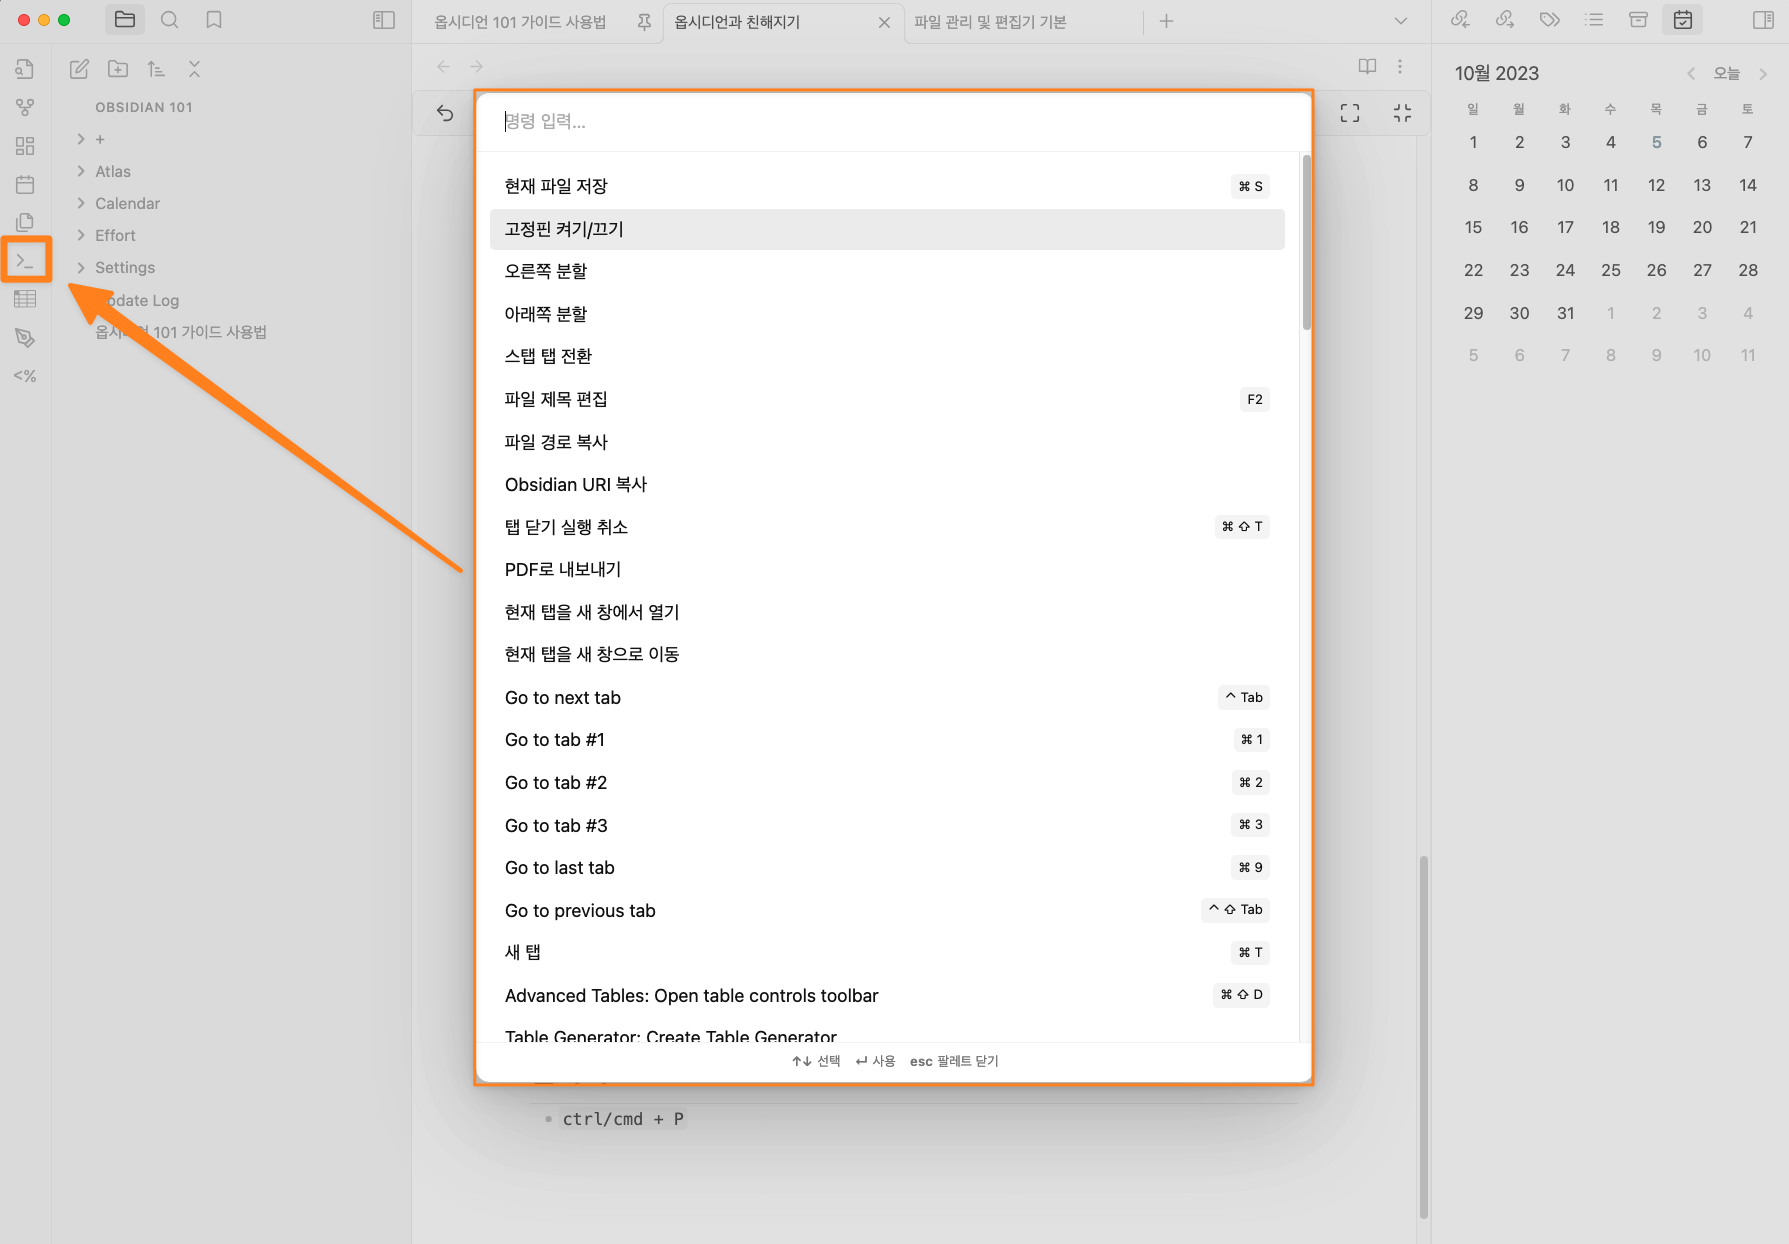 옵시디언 101 가이드 사용법
옵시디언과 친해지기
파일 관리 및 편집기 기본
OBSIDIAN 101
+
Atlas
Calendar
Effort
Settings
Update Log
옵시디언 101 가이드 사용법
<%
명령 입력...
현재 파일 저장 ⌘ S
고정핀 켜기/끄기
오른쪽 분할
아래쪽 분할
스탭 탭 전환
파일 제목 편집 F2
파일 경로 복사
Obsidian URI 복사
탭 닫기 실행 취소 ⌘ ⇧ T
PDF로 내보내기
현재 탭을 새 창에서 열기
현재 탭을 새 창으로 이동
Go to next tab ^ Tab
Go to tab #1 ⌘ 1
Go to tab #2 ⌘ 2
Go to tab #3 ⌘ 3
Go to last tab ⌘ 9
Go to previous tab ^ ⇧ Tab
새 탭 ⌘ T
Advanced Tables: Open table controls toolbar ⌘ ⇧ D
Table Generator: Create Table Generator
↑↓ 선택 ↵ 사용 esc 팔레트 닫기
ctrl/cmd + P
10월 2023 오늘
일 월 화 수 목 금 토
1 2 3 4 5 6 7
8 9 10 11 12 13 14
15 16 17 18 19 20 21
22 23 24 25 26 27 28
29 30 31 1 2 3 4
5 6 7 8 9 10 11